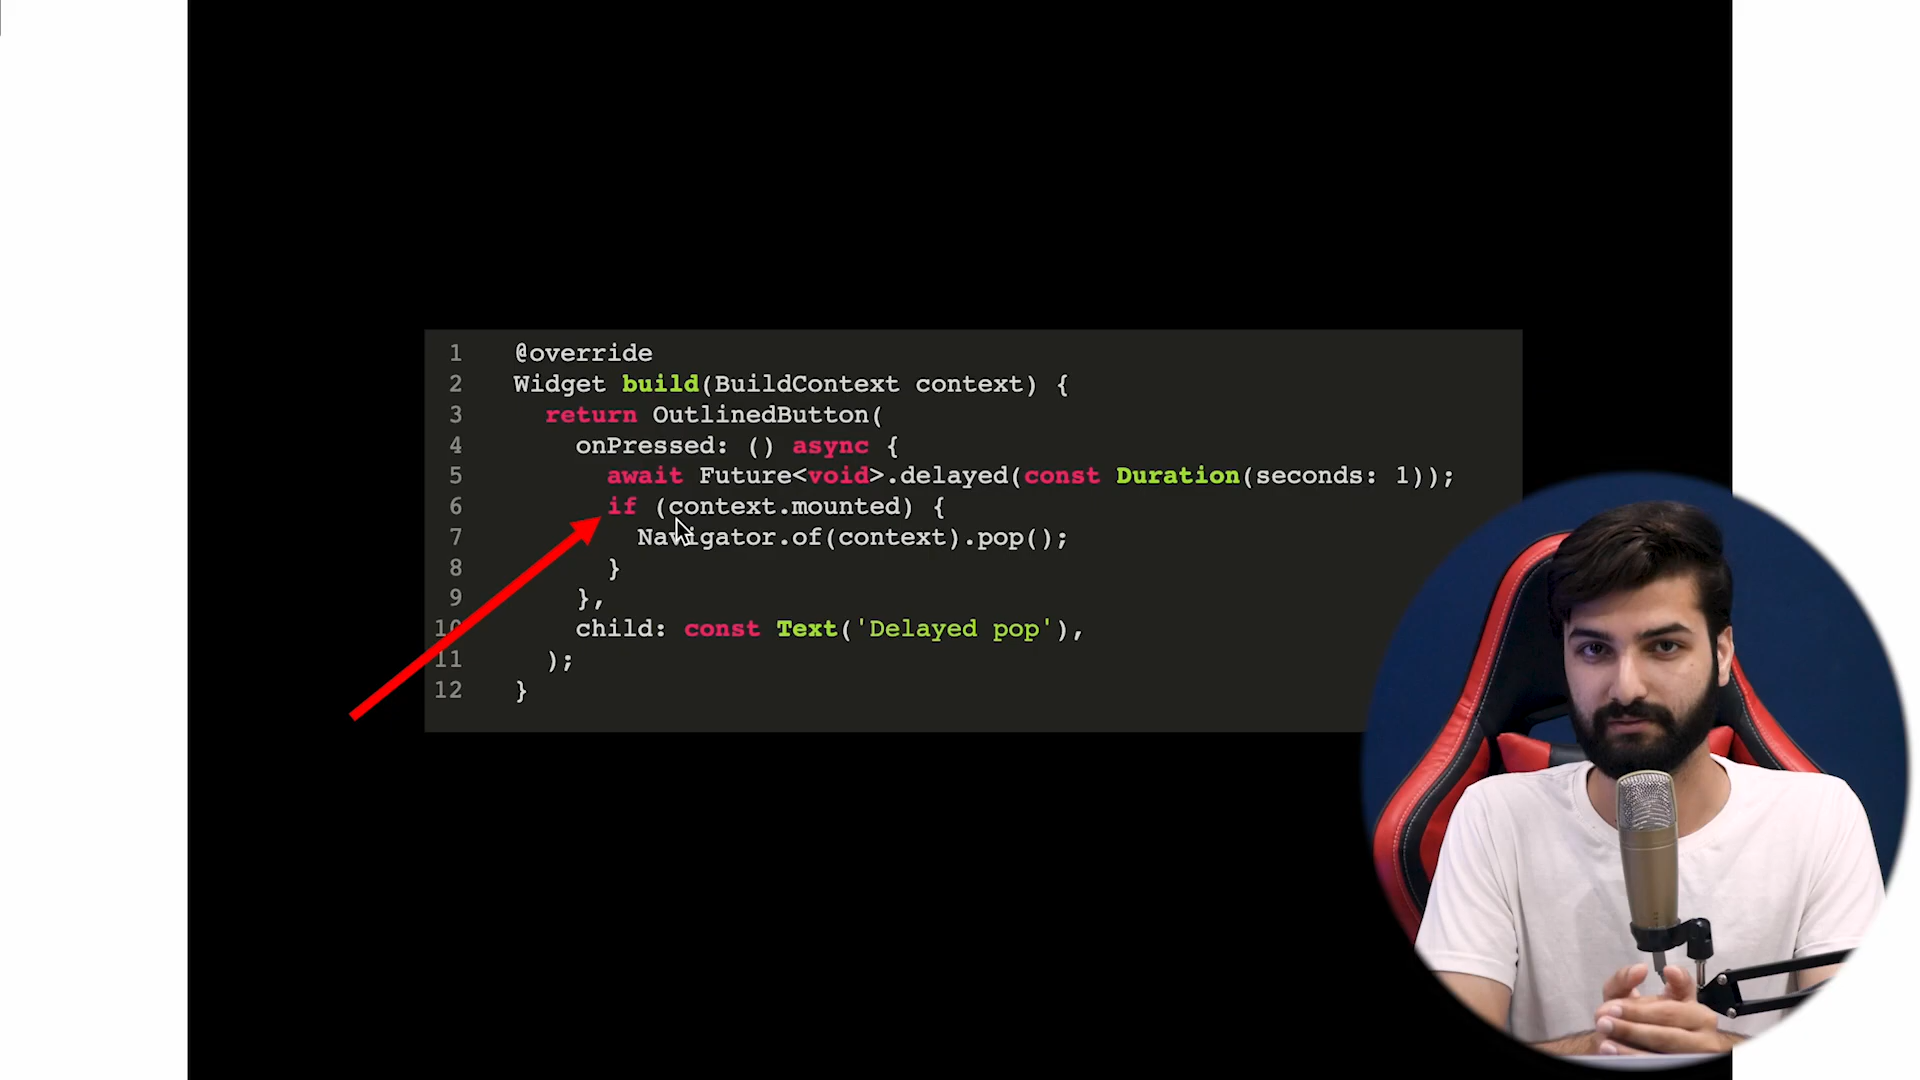 1 @override
2 Widget build(BuildContext context) {
3 return OutlinedButton(
4 onPressed: () async {
5 await Future<void>.delayed(const Duration(seconds: 1));
6 if (context.mounted) {
7 Navigator.of(context).pop();
8 }
9 },
10 child: const Text('Delayed pop'),
11 );
12 }